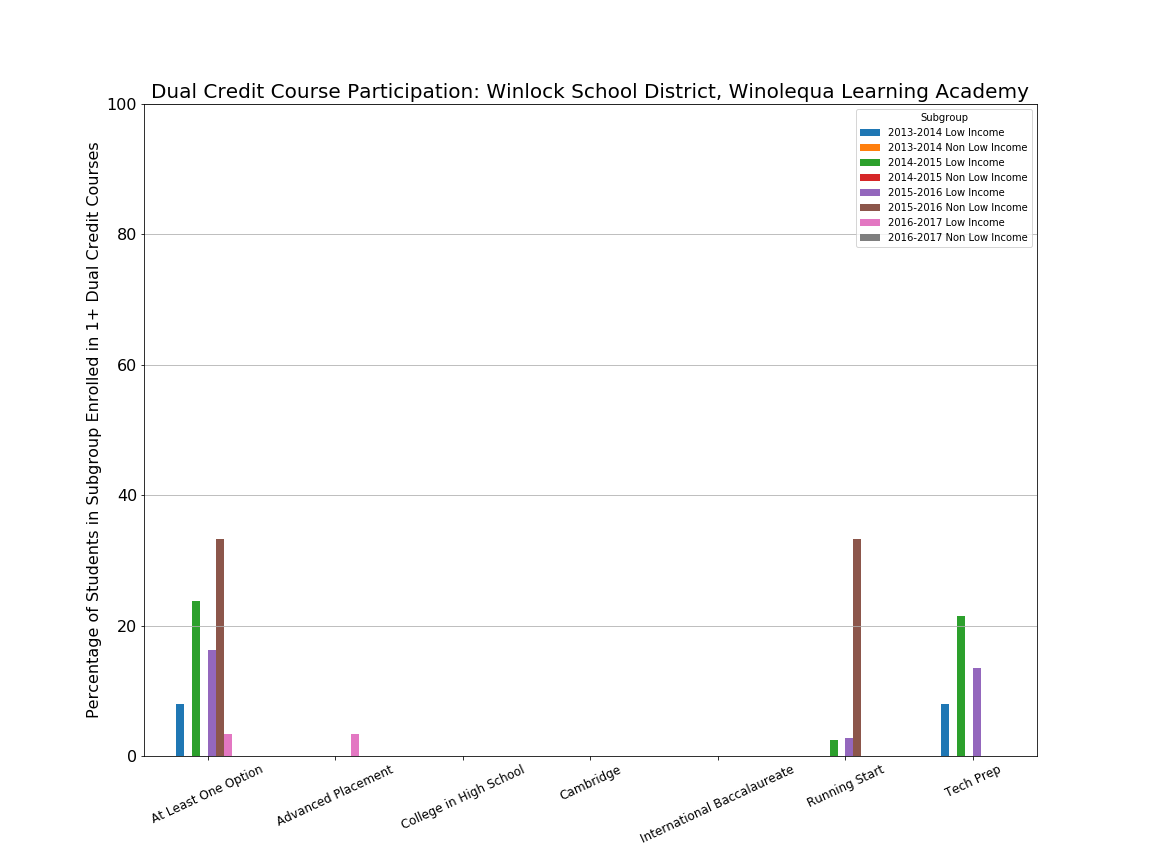 Dual Credit Course Participation: Winlock School District, Winolequa Learning Academy
Percentage of Students in Subgroup Enrolled in 1+ Dual Credit Courses
100
80
60
40
20
0
Subgroup
2013-2014 Low Income
2013-2014 Non Low Income
2014-2015 Low Income
2014-2015 Non Low Income
2015-2016 Low Income
2015-2016 Non Low Income
2016-2017 Low Income
2016-2017 Non Low Income
At Least One Option
Advanced Placement
College in High School
Cambridge
International Baccalaureate
Running Start
Tech Prep